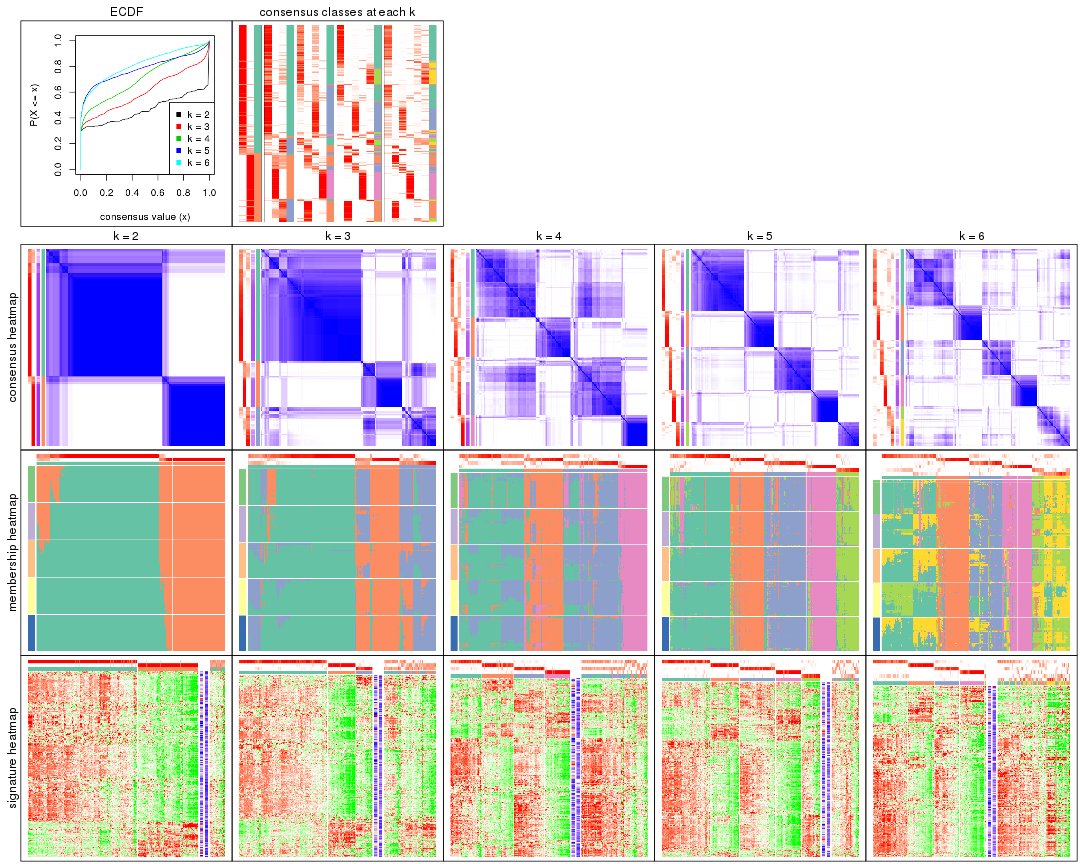 ECDF
consensus classes at each k
P(X <= x)
0.0 0.2 0.4 0.6 0.8 1.0
k = 2
k = 3
k = 4
k = 5
k = 6
0.0 0.2 0.4 0.6 0.8 1.0
consensus value (x)
k = 2 k = 3 k = 4 k = 5 k = 6
consensus heatmap
membership heatmap
signature heatmap